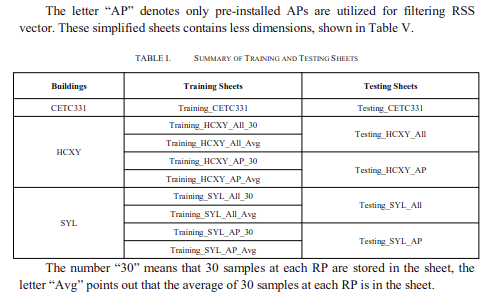 The letter “AP” denotes only pre-installed APs are utilized for filtering RSS
vector. These simplified sheets contains less dimensions, shown in Table V.
TABLE I. SUMMARY OF TRAINING AND TESTING SHEETS
Buildings Training Sheets Testing Sheets
CETC331 Training_CETC331 Testing_CETC331
HCXY
Training_HCXY_All_30
Training_HCXY_All_Avg
Testing_HCXY_All
Training_HCXY_AP_30
Training_HCXY_AP_Avg
Testing_HCXY_AP
SYL
Training_SYL_All_30
Training_SYL_All_Avg
Testing_SYL_All
Training_SYL_AP_30
Training_SYL_AP_Avg
Testing_SYL_AP
The number “30” means that 30 samples at each RP are stored in the sheet, the
letter “Avg” points out that the average of 30 samples at each RP is in the sheet.